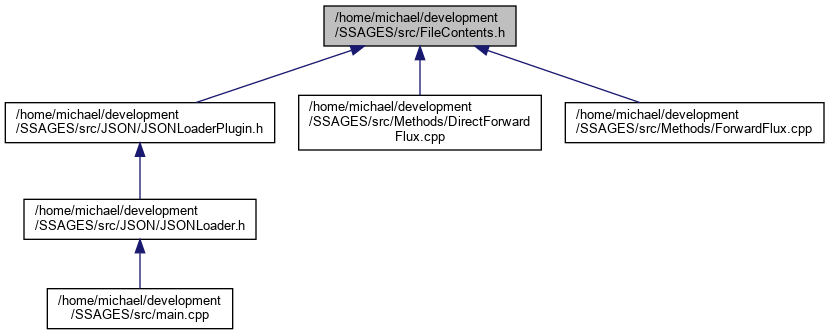 /home/michael/development
/SSAGES/src/FileContents.h
/home/michael/development
/SSAGES/src/JSON/JSONLoaderPlugin.h
/home/michael/development
/SSAGES/src/Methods/DirectForward
Flux.cpp
/home/michael/development
/SSAGES/src/Methods/ForwardFlux.cpp
/home/michael/development
/SSAGES/src/JSON/JSONLoader.h
/home/michael/development
/SSAGES/src/main.cpp